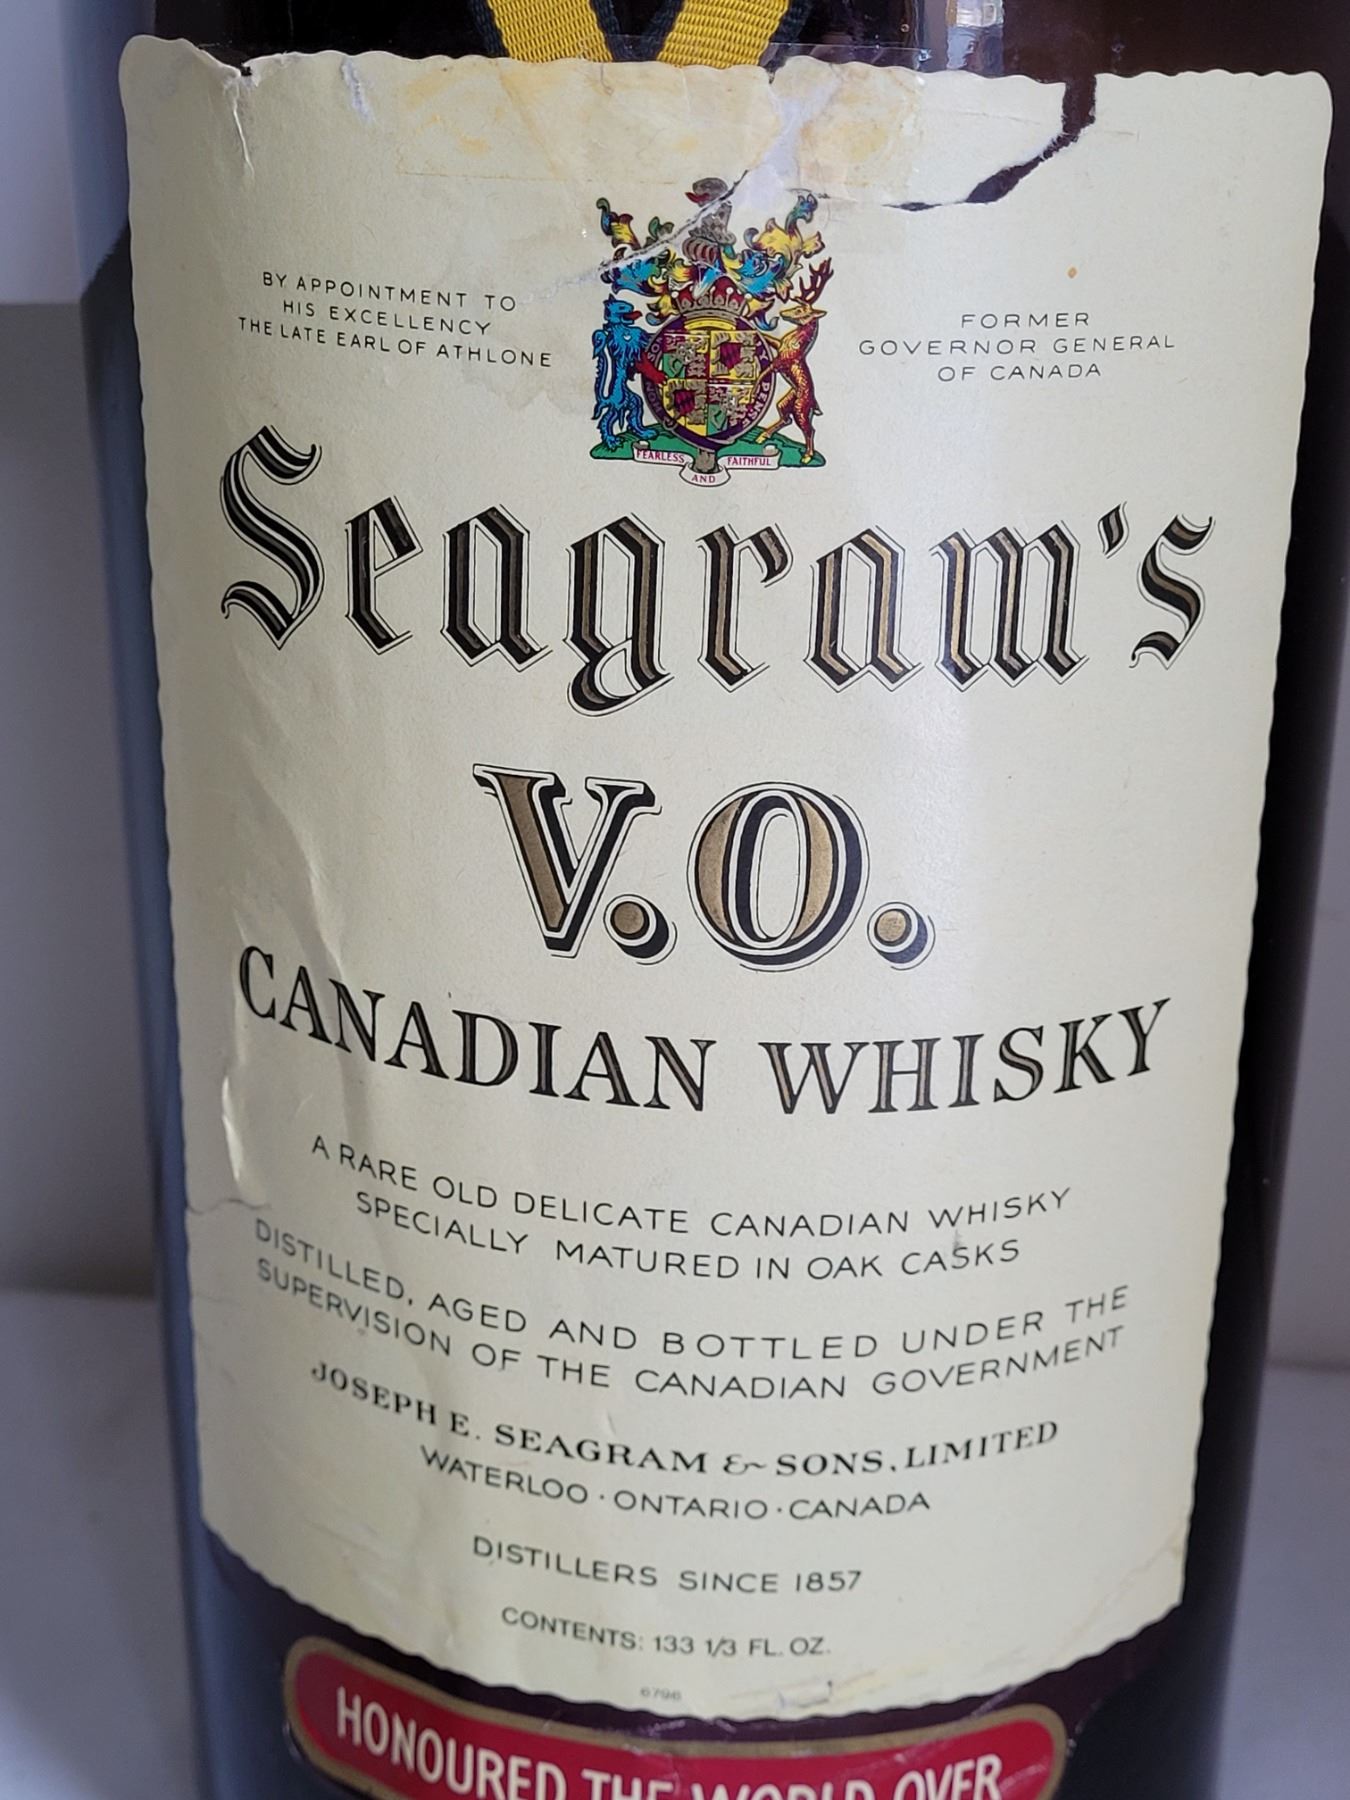 BY APPOINTMENT TO
HIS EXCELLENCY
THE LATE EARL OF ATHLONE
FORMER
GOVERNOR GENERAL
OF CANADA
FEARLESS AND FAITHFUL
Seagram's
V.O.
CANADIAN WHISKY
A RARE OLD DELICATE CANADIAN WHISKY
SPECIALLY MATURED IN OAK CASKS
DISTILLED, AGED AND BOTTLED UNDER THE
SUPERVISION OF THE CANADIAN GOVERNMENT
JOSEPH E. SEAGRAM & SONS, LIMITED
WATERLOO · ONTARIO · CANADA
DISTILLERS SINCE 1857
CONTENTS: 133 1/3 FL. OZ.
6796
HONOURED THE WORLD OVER